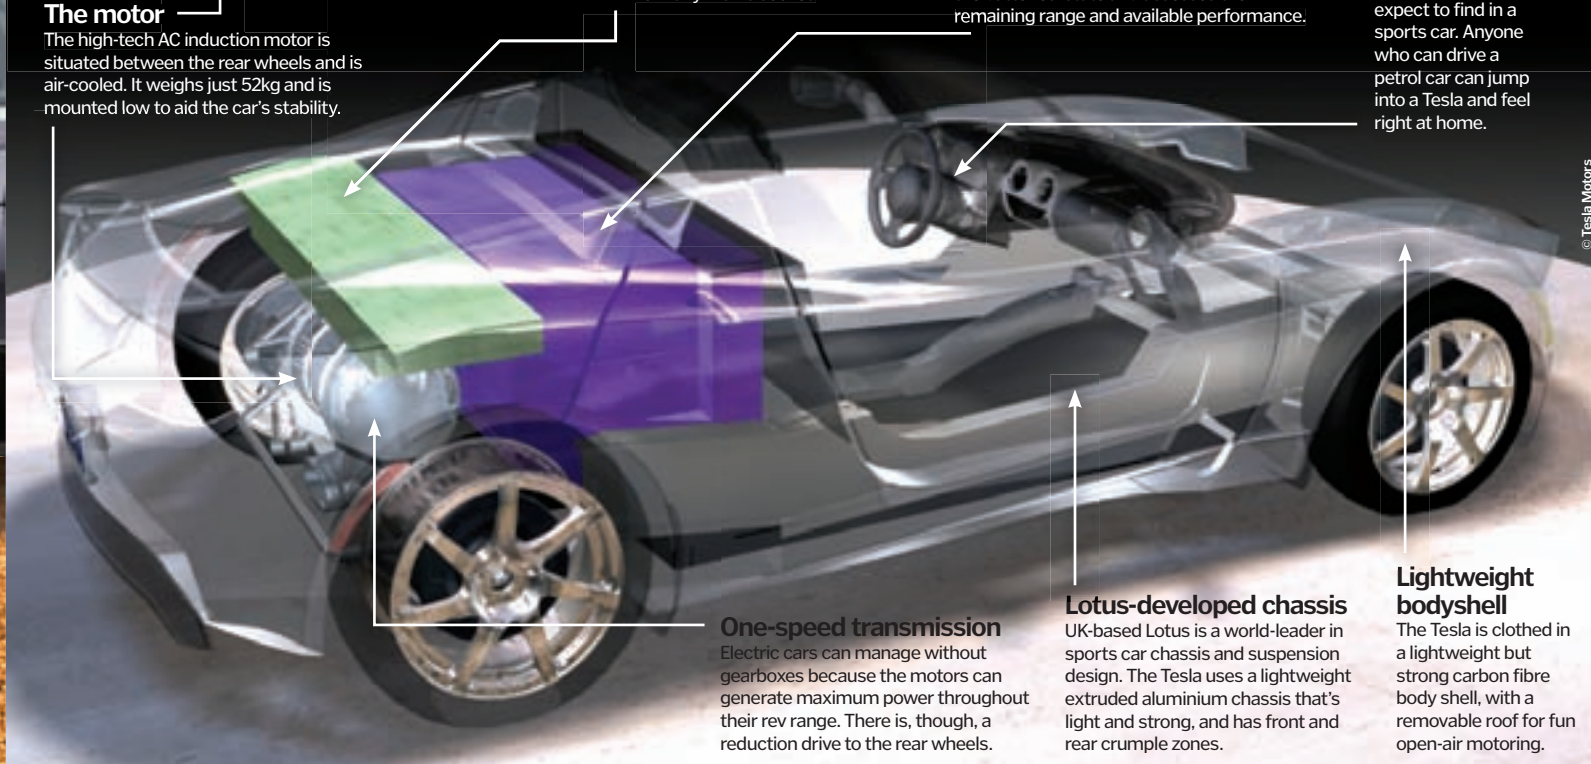 The motor
The high-tech AC induction motor is
situated between the rear wheels and is
air-cooled. It weighs just 52kg and is
mounted low to aid the car's stability.
remaining range and available performance.
expect to find in a
sports car. Anyone
who can drive a
petrol car can jump
into a Tesla and feel
right at home.
© Tesla Motors
One-speed transmission
Electric cars can manage without
gearboxes because the motors can
generate maximum power throughout
their rev range. There is, though, a
reduction drive to the rear wheels.
Lotus-developed chassis
UK-based Lotus is a world-leader in
sports car chassis and suspension
design. The Tesla uses a lightweight
extruded aluminium chassis that's
light and strong, and has front and
rear crumple zones.
Lightweight
bodyshell
The Tesla is clothed in
a lightweight but
strong carbon fibre
body shell, with a
removable roof for fun
open-air motoring.